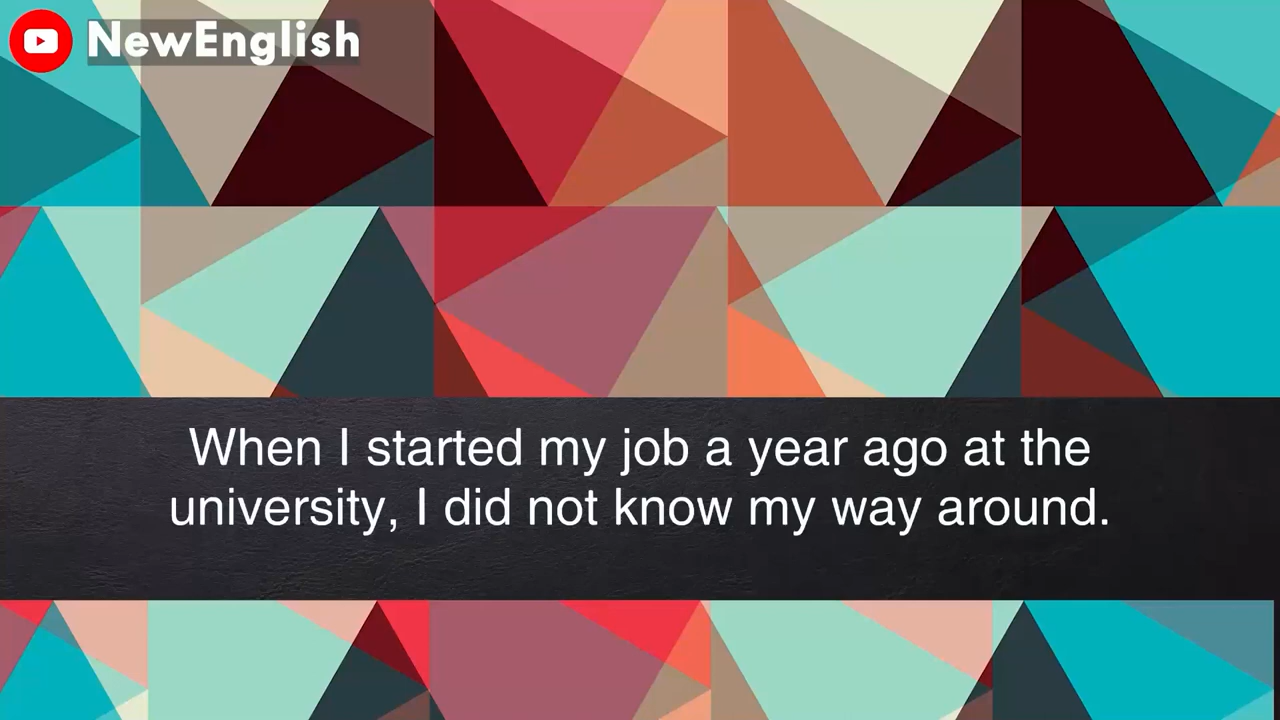 NewEnglish
When I started my job a year ago at the
university, I did not know my way around.